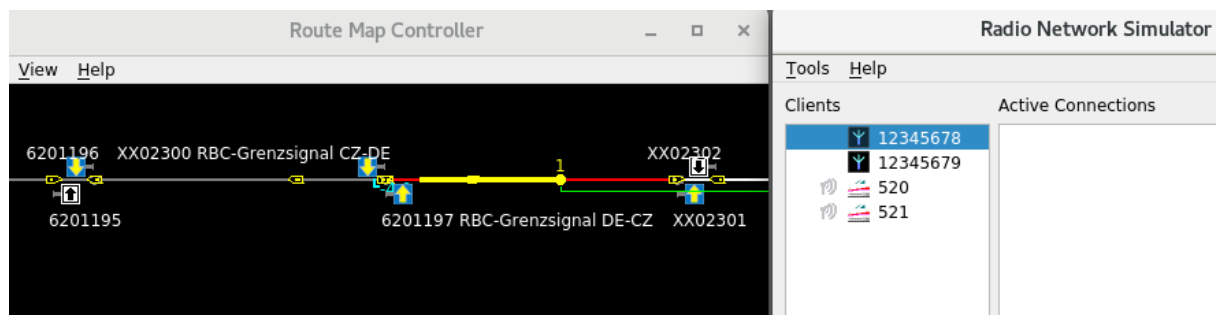 Route Map Controller
View Help
6201196 XX02300 RBC-Grenzsignal CZ-DE
1
XX02302
6201195
6201197 RBC-Grenzsignal DE-CZ XX02301
Radio Network Simulator
Tools Help
Clients
Active Connections
12345678
12345679
520
521